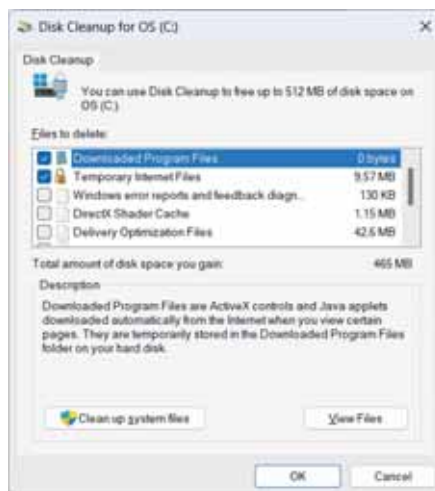 Disk Cleanup for OS (C:)
Disk Cleanup
You can use Disk Cleanup to free up to 512 MB of disk space on
OS (C:).
Files to delete:
Downloaded Program Files 0 bytes
Temporary Internet Files 9.57 MB
Windows error reports and feedback diagn... 130 KB
DirectX Shader Cache 1.15 MB
Delivery Optimization Files 42.6 MB
Total amount of disk space you gain: 465 MB
Description
Downloaded Program Files are ActiveX controls and Java applets
downloaded automatically from the Internet when you view certain
pages. They are temporarily stored in the Downloaded Program Files
folder on your hard disk.
Clean up system files
View Files
OK
Cancel